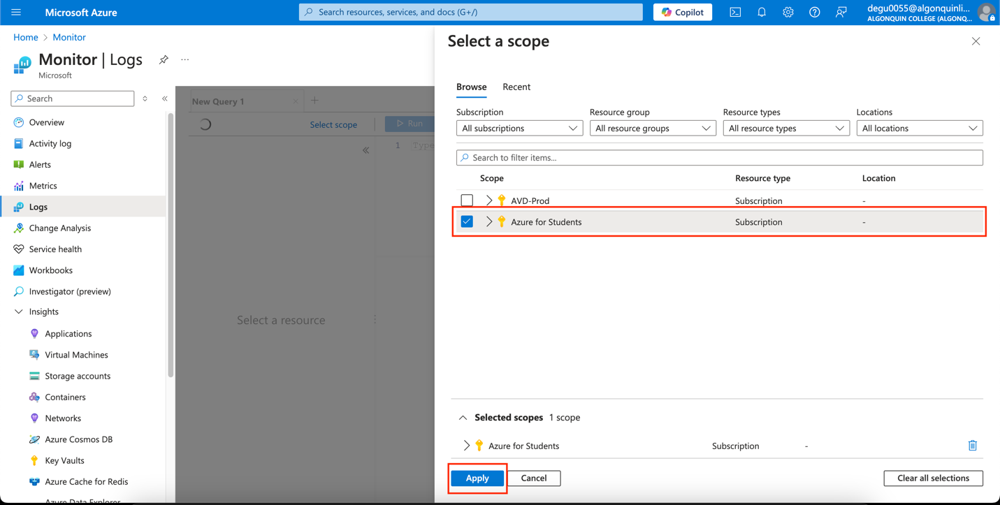 Microsoft Azure
Search resources, services, and docs (G+/)
Copilot
degu0055@algonquinli...
ALGONQUIN COLLEGE (ALGONQ...
Home > Monitor
Monitor | Logs
...
Microsoft
Search
Overview
Activity log
Alerts
Metrics
Logs
Change Analysis
Service health
Workbooks
Investigator (preview)
Insights
Applications
Virtual Machines
Storage accounts
Containers
Networks
Azure Cosmos DB
Key Vaults
Azure Cache for Redis
Azure Data Explorer
New Query 1
Select scope
Run
1 Type
Select a resource
Select a scope
Browse Recent
Subscription Resource group Resource types Locations
All subscriptions All resource groups All resource types All locations
Search to filter items...
Scope Resource type Location
AVD-Prod Subscription -
Azure for Students Subscription -
Selected scopes 1 scope
Azure for Students Subscription -
Apply Cancel Clear all selections